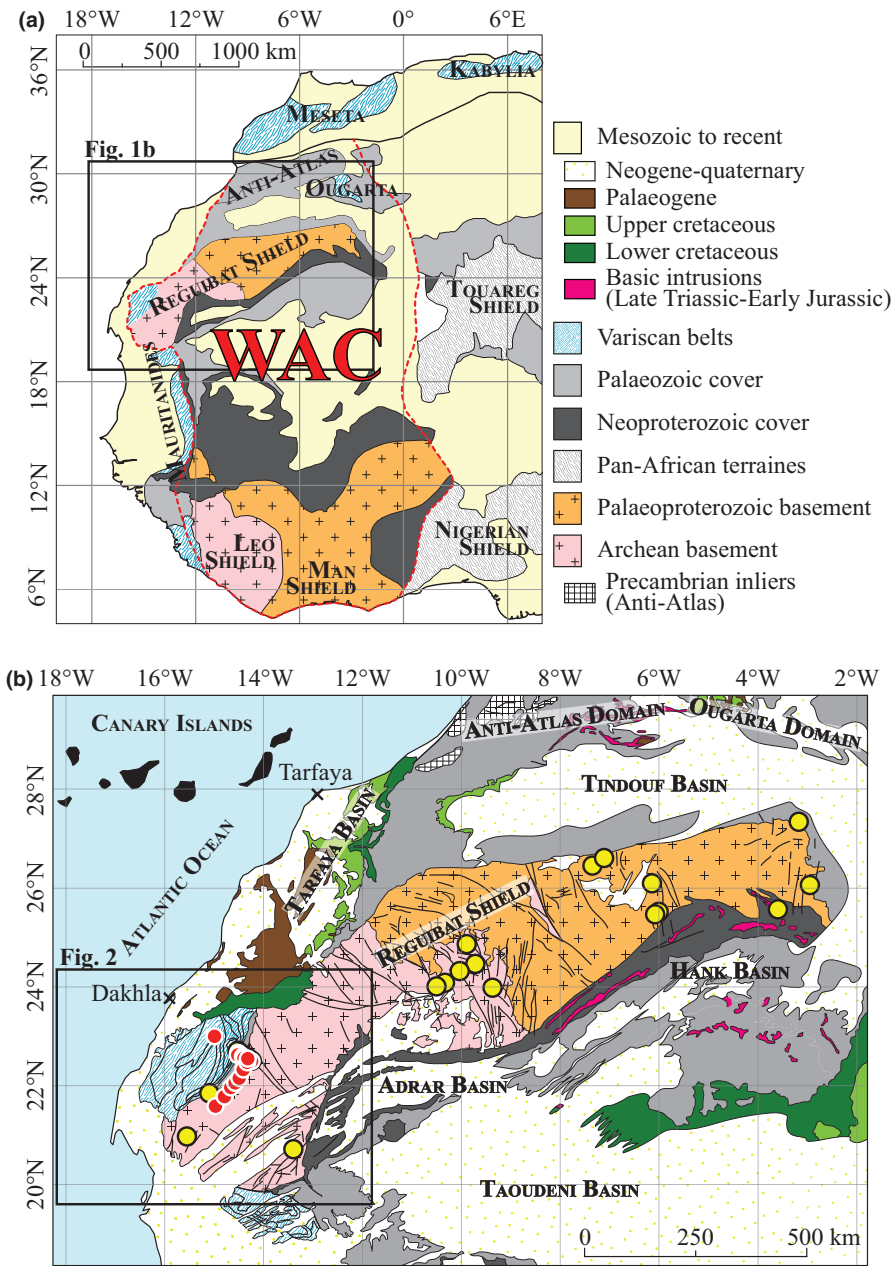 (a)
18°W 12°W 6°W 0° 6°E
0 500 1000 km
36°N
30°N
24°N
18°N
12°N
6°N
KABYLIA
MESETA
Fig. 1b
ANTI-ATLAS
OUGARTA
REGUIBAT SHIELD
TOUAREG
SHIELD
WAC
MAURITANIDES
LEO
SHIELD
MAN
SHIELD
NIGERIAN
SHIELD
Mesozoic to recent
Neogene-quaternary
Palaeogene
Upper cretaceous
Lower cretaceous
Basic intrusions
(Late Triassic-Early Jurassic)
Variscan belts
Palaeozoic cover
Neoproterozoic cover
Pan-African terraines
Palaeoproterozoic basement
Archean basement
Precambrian inliers
(Anti-Atlas)
(b)
18°W 16°W 14°W 12°W 10°W 8°W 6°W 4°W 2°W
28°N
26°N
24°N
22°N
20°N
CANARY ISLANDS
ANTI-ATLAS DOMAIN
OUGARTA DOMAIN
Tarfaya
TINDOUF BASIN
TARFAYA BASIN
ATLANTIC OCEAN
REGUIBAT SHIELD
Fig. 2
Dakhla
HANK BASIN
ADRAR BASIN
TAOUDENI BASIN
0 250 500 km